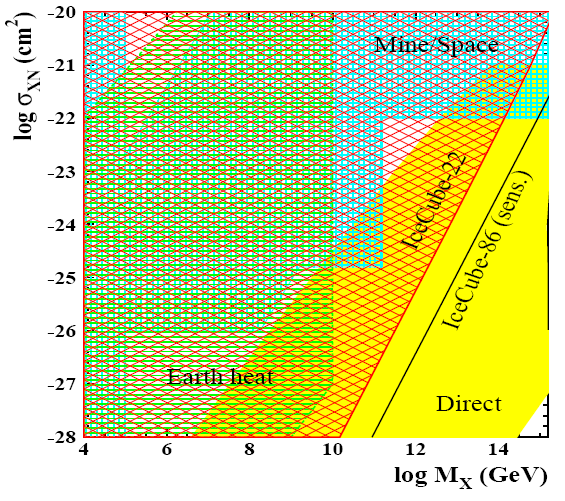 -20
-21
-22
-23
-24
-25
-26
-27
-28
log σXN (cm2)
Mine/Space
IceCube-22
IceCube-86 (sens.)
Earth heat
Direct
4 6 8 10 12 14
log MX (GeV)